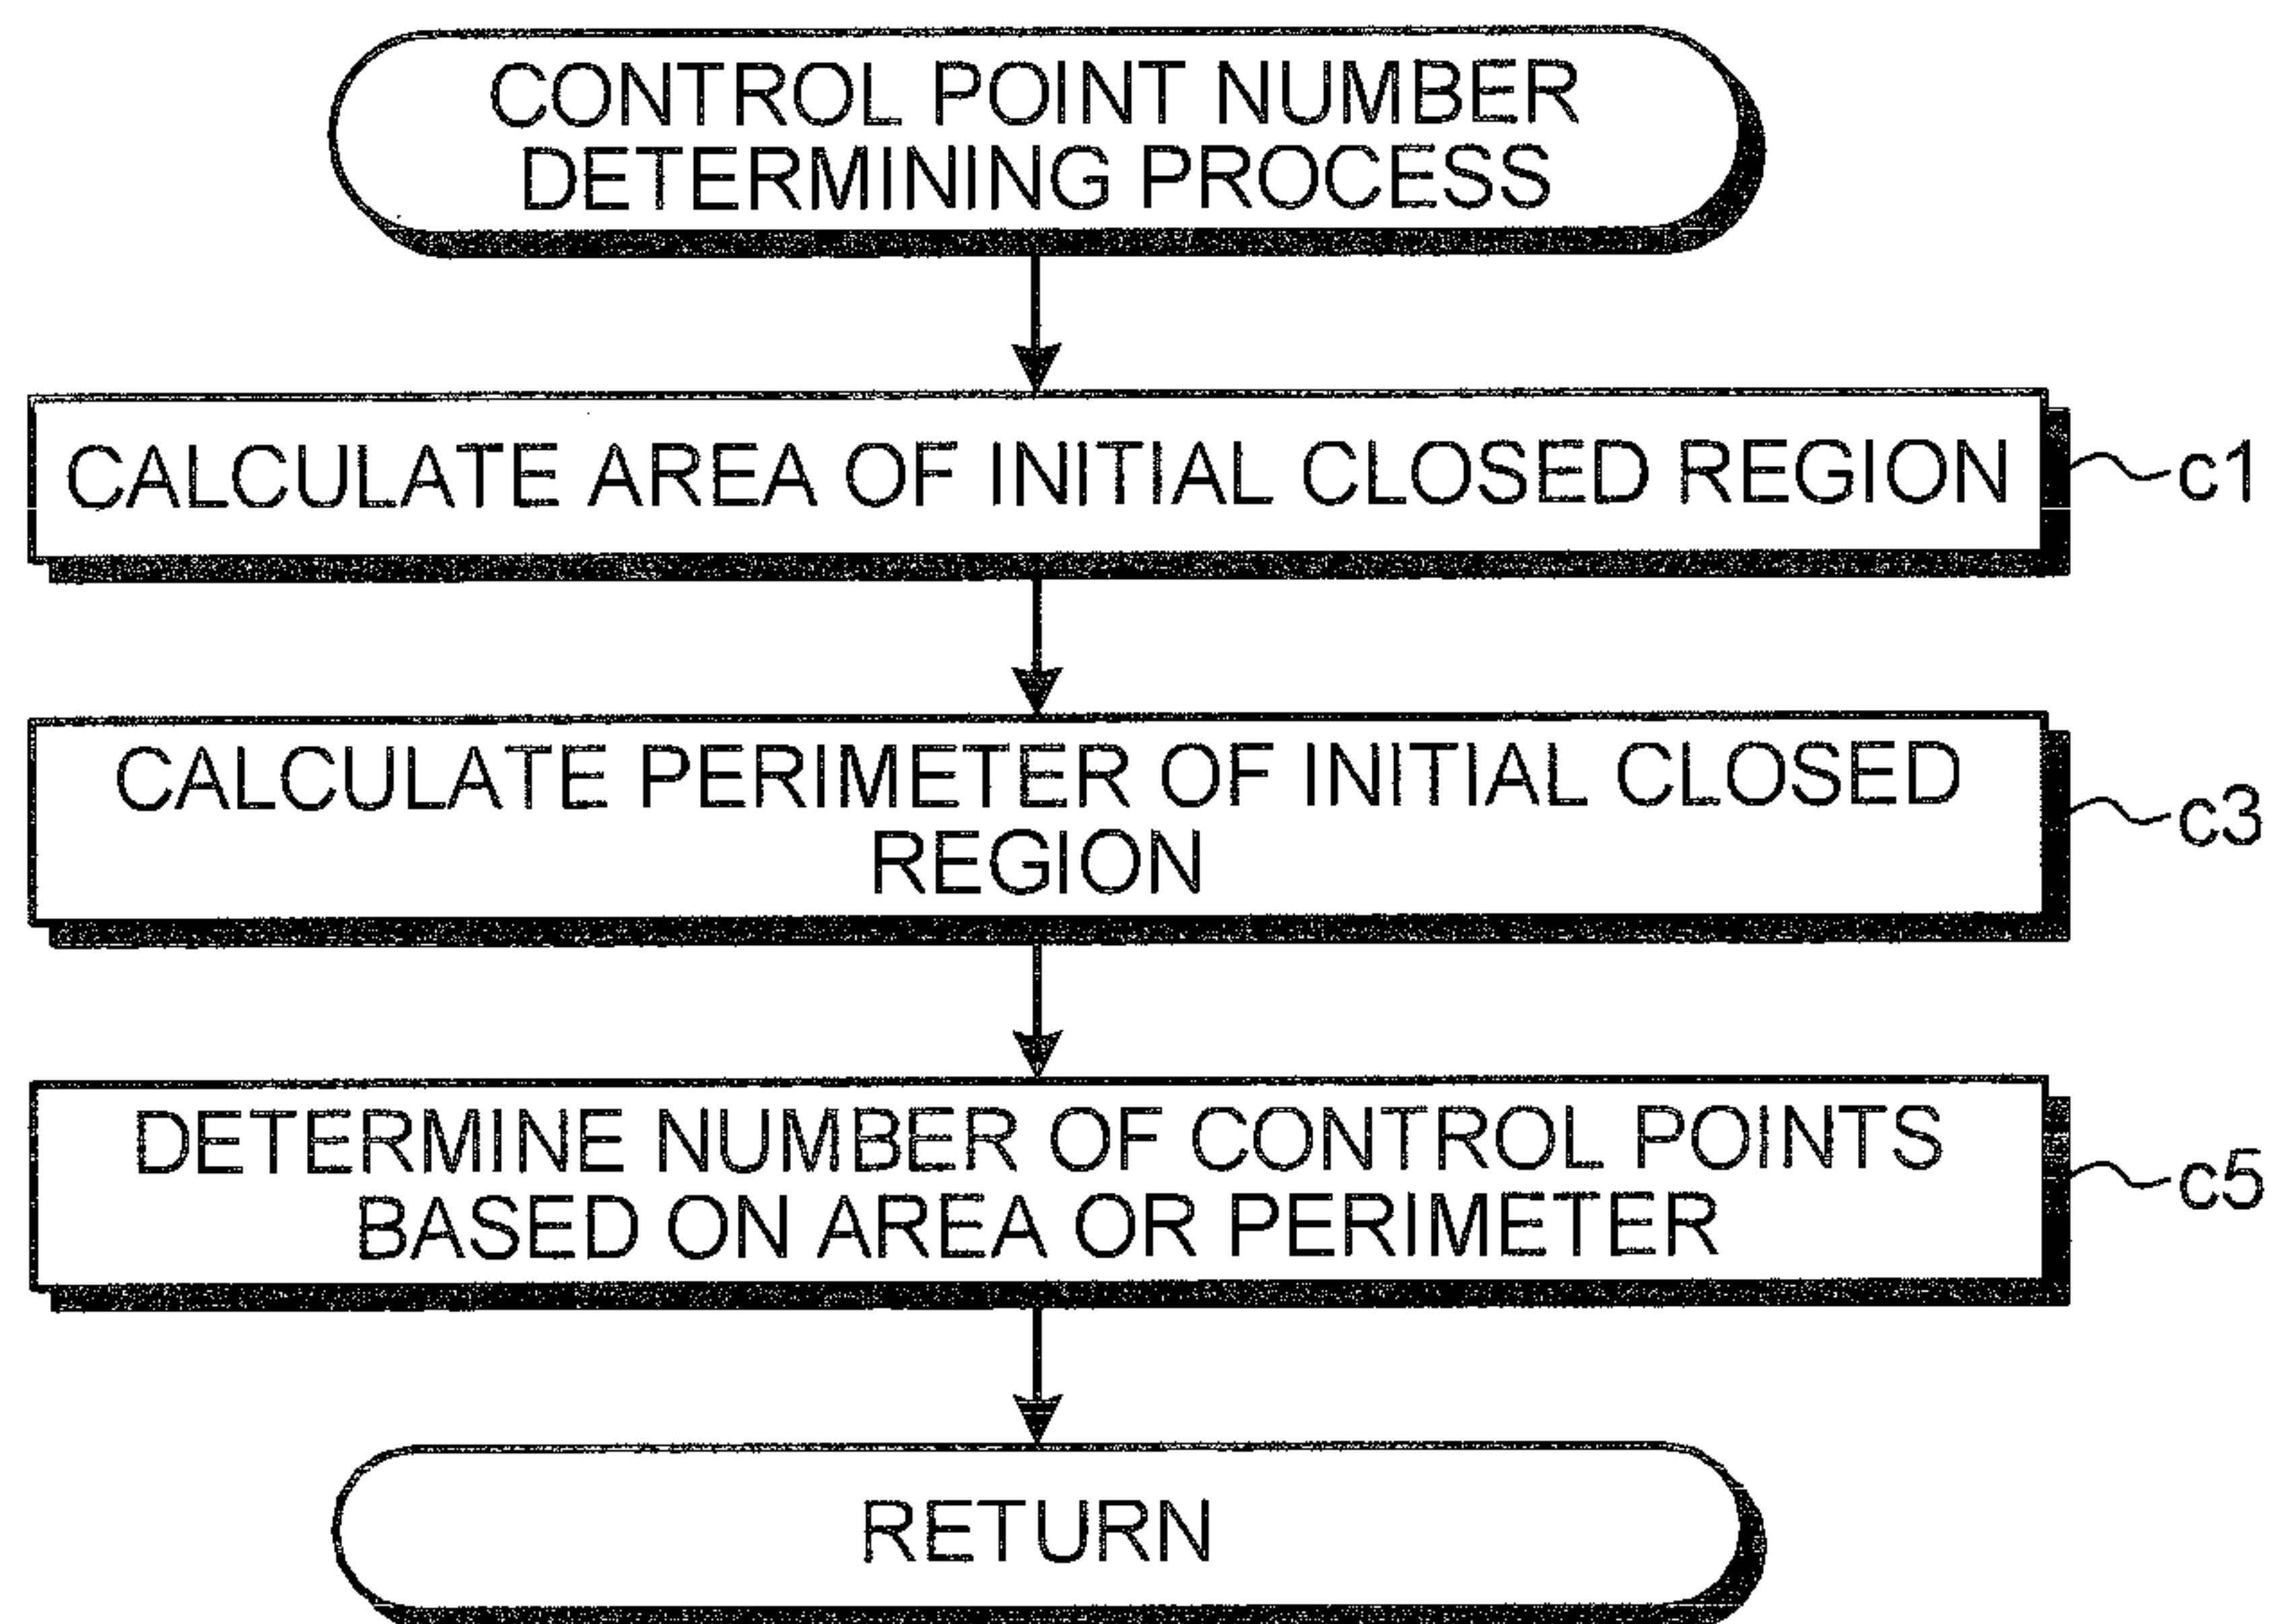 CONTROL POINT NUMBER
DETERMINING PROCESS
CALCULATE AREA OF INITIAL CLOSED REGION
c1
CALCULATE PERIMETER OF INITIAL CLOSED
REGION
c3
DETERMINE NUMBER OF CONTROL POINTS
BASED ON AREA OR PERIMETER
c5
RETURN